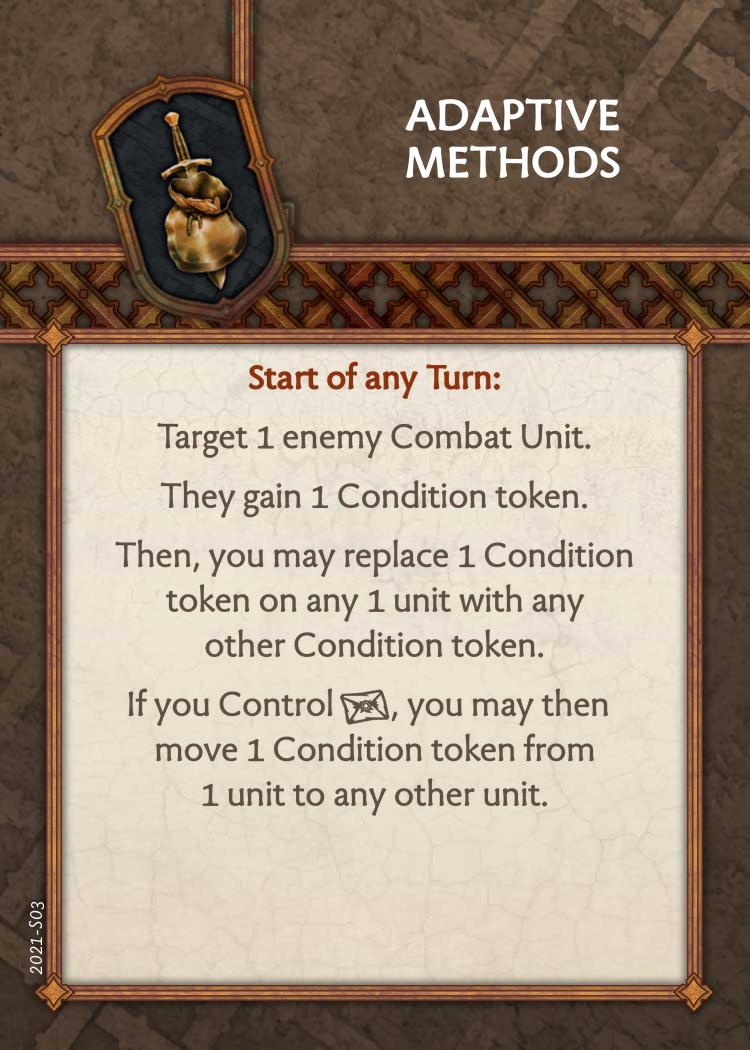 ADAPTIVE
METHODS
Start of any Turn:
Target 1 enemy Combat Unit.
They gain 1 Condition token.
Then, you may replace 1 Condition
token on any 1 unit with any
other Condition token.
If you Control , you may then
move 1 Condition token from
1 unit to any other unit.
2021-S03